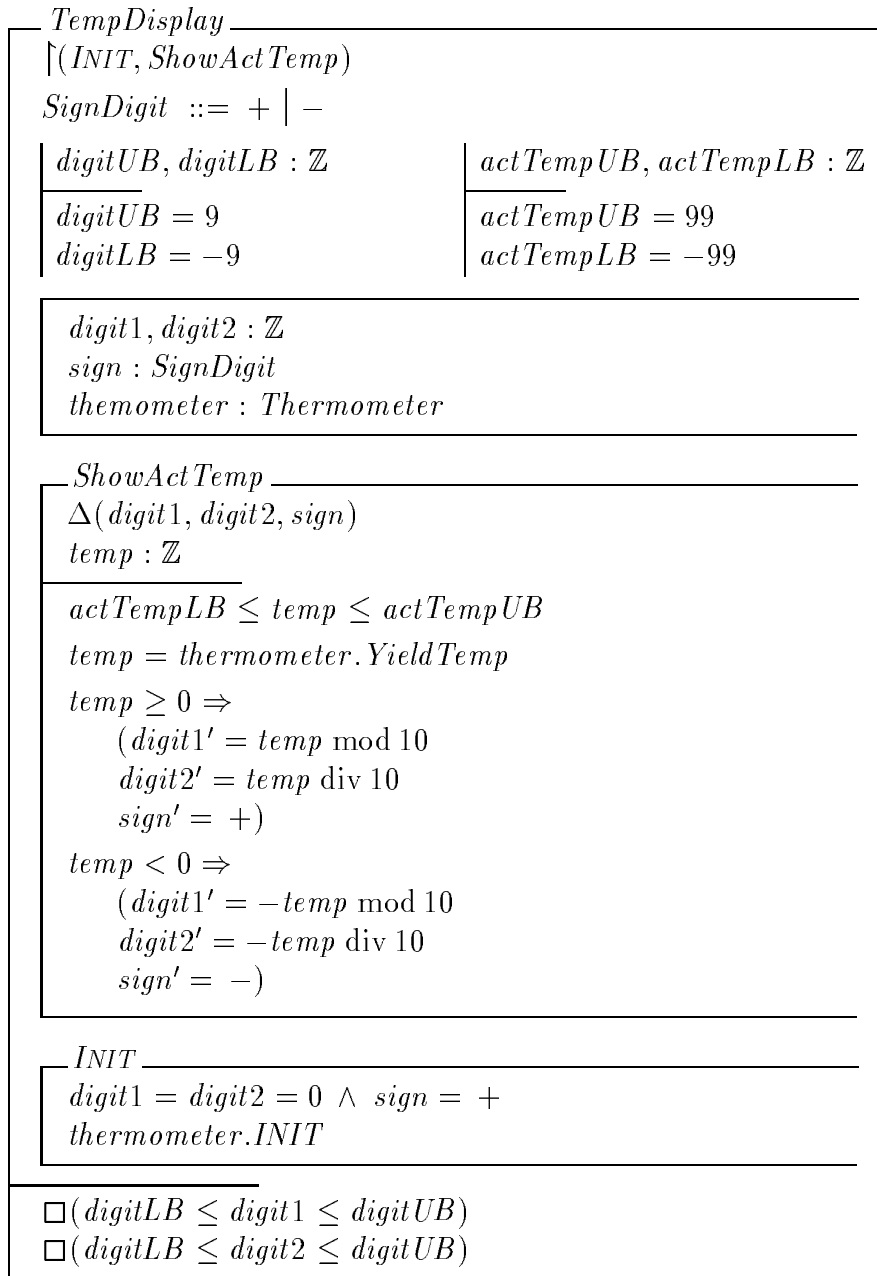 TempDisplay
↾(INIT, ShowActTemp)
SignDigit ::= + | −
digitUB, digitLB : ℤ
digitUB = 9
digitLB = −9
actTempUB, actTempLB : ℤ
actTempUB = 99
actTempLB = −99
digit1, digit2 : ℤ
sign : SignDigit
themometer : Thermometer
ShowActTemp
Δ(digit1, digit2, sign)
temp : ℤ
actTempLB ≤ temp ≤ actTempUB
temp = thermometer.YieldTemp
temp ≥ 0 ⇒
(digit1′ = temp mod 10
digit2′ = temp div 10
sign′ = +)
temp < 0 ⇒
(digit1′ = −temp mod 10
digit2′ = −temp div 10
sign′ = −)
INIT
digit1 = digit2 = 0 ∧ sign = +
thermometer.INIT
□(digitLB ≤ digit1 ≤ digitUB)
□(digitLB ≤ digit2 ≤ digitUB)